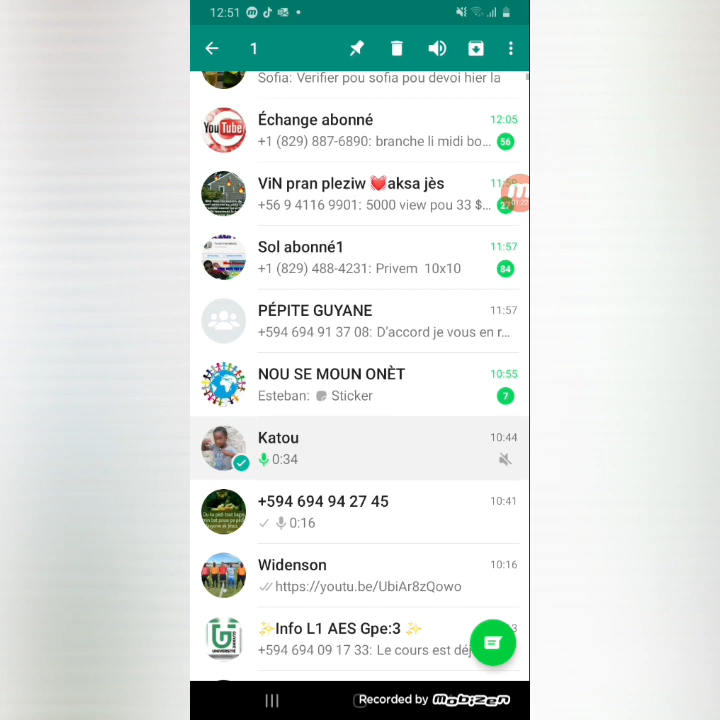 12:51
1
Sofia: Verifier pou sofia pou devoi hier la
Échange abonné 12:05
+1 (829) 887-6890: branche li midi bo... 56
ViN pran pleziw 💓aksa jès
+56 9 4116 9901: 5000 view pou 33 $... 27
01:22
Sol abonné1 11:57
+1 (829) 488-4231: Privem 10x10 84
PÉPITE GUYANE 11:57
+594 694 91 37 08: D'accord je vous en r...
NOU SE MOUN ONÈT 10:55
Esteban: Sticker 7
Katou 10:44
0:34
+594 694 94 27 45 10:41
0:16
Widenson 10:16
https://youtu.be/UbiAr8zQowo
✨Info L1 AES Gpe:3 ✨
+594 694 09 17 33: Le cours est déj
Recorded by mobizen